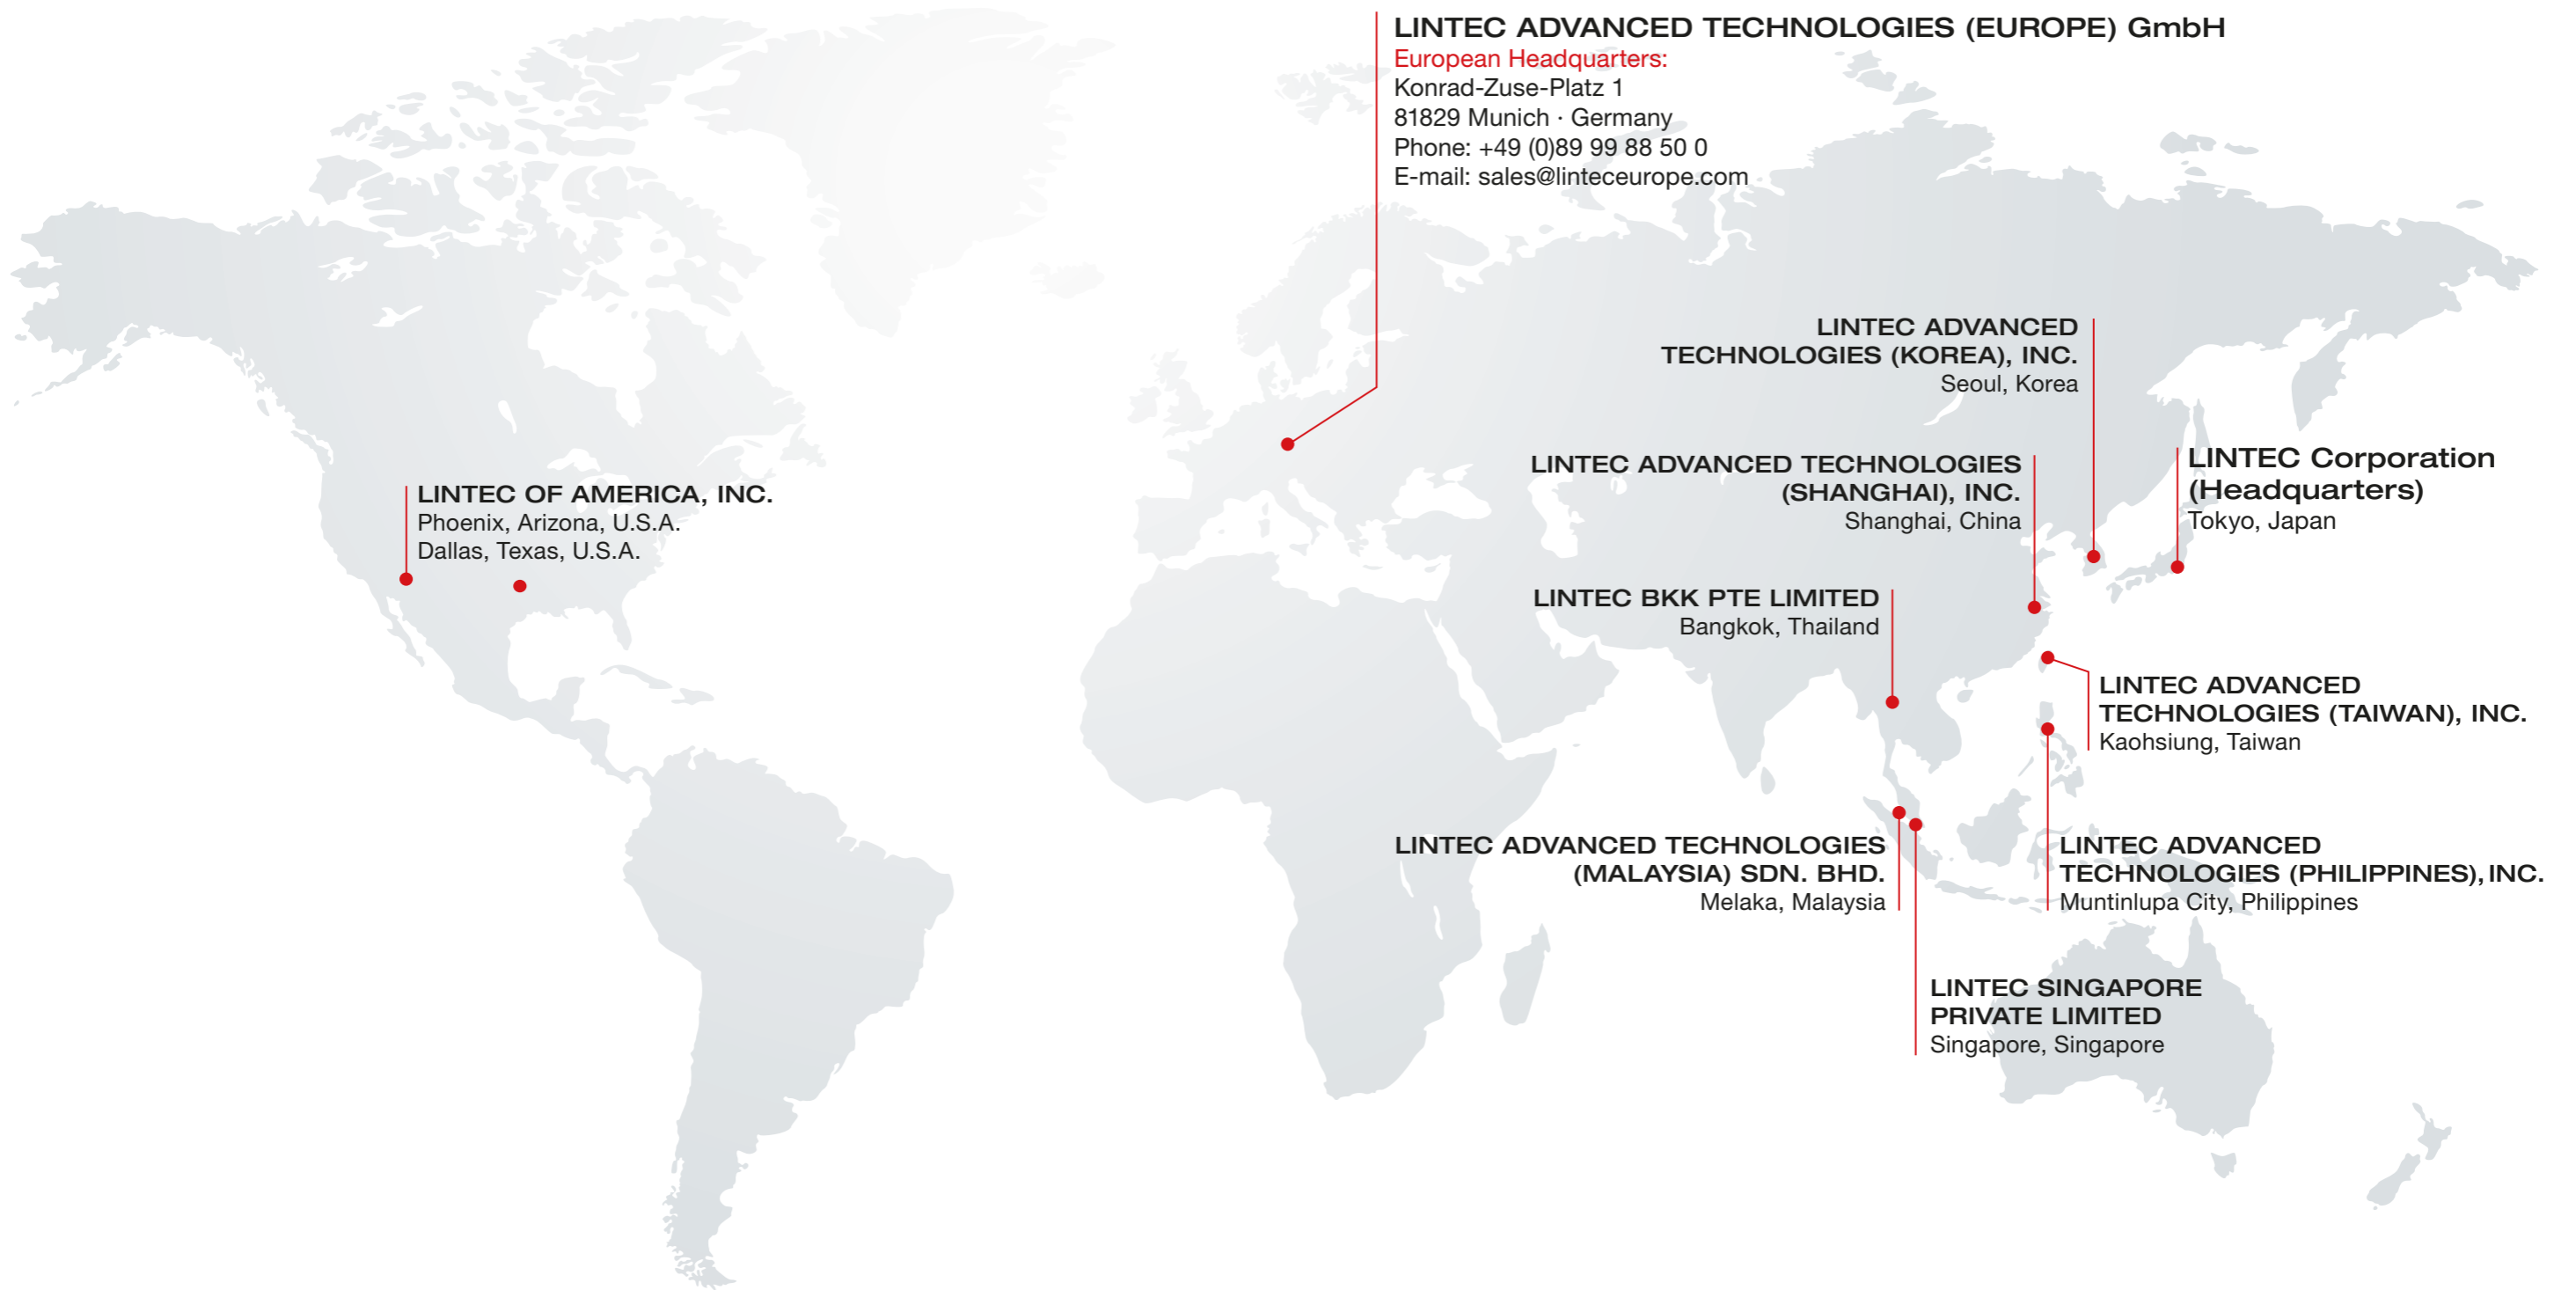 LINTEC ADVANCED TECHNOLOGIES (EUROPE) GmbH
European Headquarters:
Konrad-Zuse-Platz 1
81829 Munich · Germany
Phone: +49 (0)89 99 88 50 0
E-mail: sales@linteceurope.com
LINTEC ADVANCED
TECHNOLOGIES (KOREA), INC.
Seoul, Korea
LINTEC Corporation
(Headquarters)
Tokyo, Japan
LINTEC ADVANCED TECHNOLOGIES
(SHANGHAI), INC.
Shanghai, China
LINTEC OF AMERICA, INC.
Phoenix, Arizona, U.S.A.
Dallas, Texas, U.S.A.
LINTEC BKK PTE LIMITED
Bangkok, Thailand
LINTEC ADVANCED
TECHNOLOGIES (TAIWAN), INC.
Kaohsiung, Taiwan
LINTEC ADVANCED TECHNOLOGIES
(MALAYSIA) SDN. BHD.
Melaka, Malaysia
LINTEC ADVANCED
TECHNOLOGIES (PHILIPPINES), INC.
Muntinlupa City, Philippines
LINTEC SINGAPORE
PRIVATE LIMITED
Singapore, Singapore